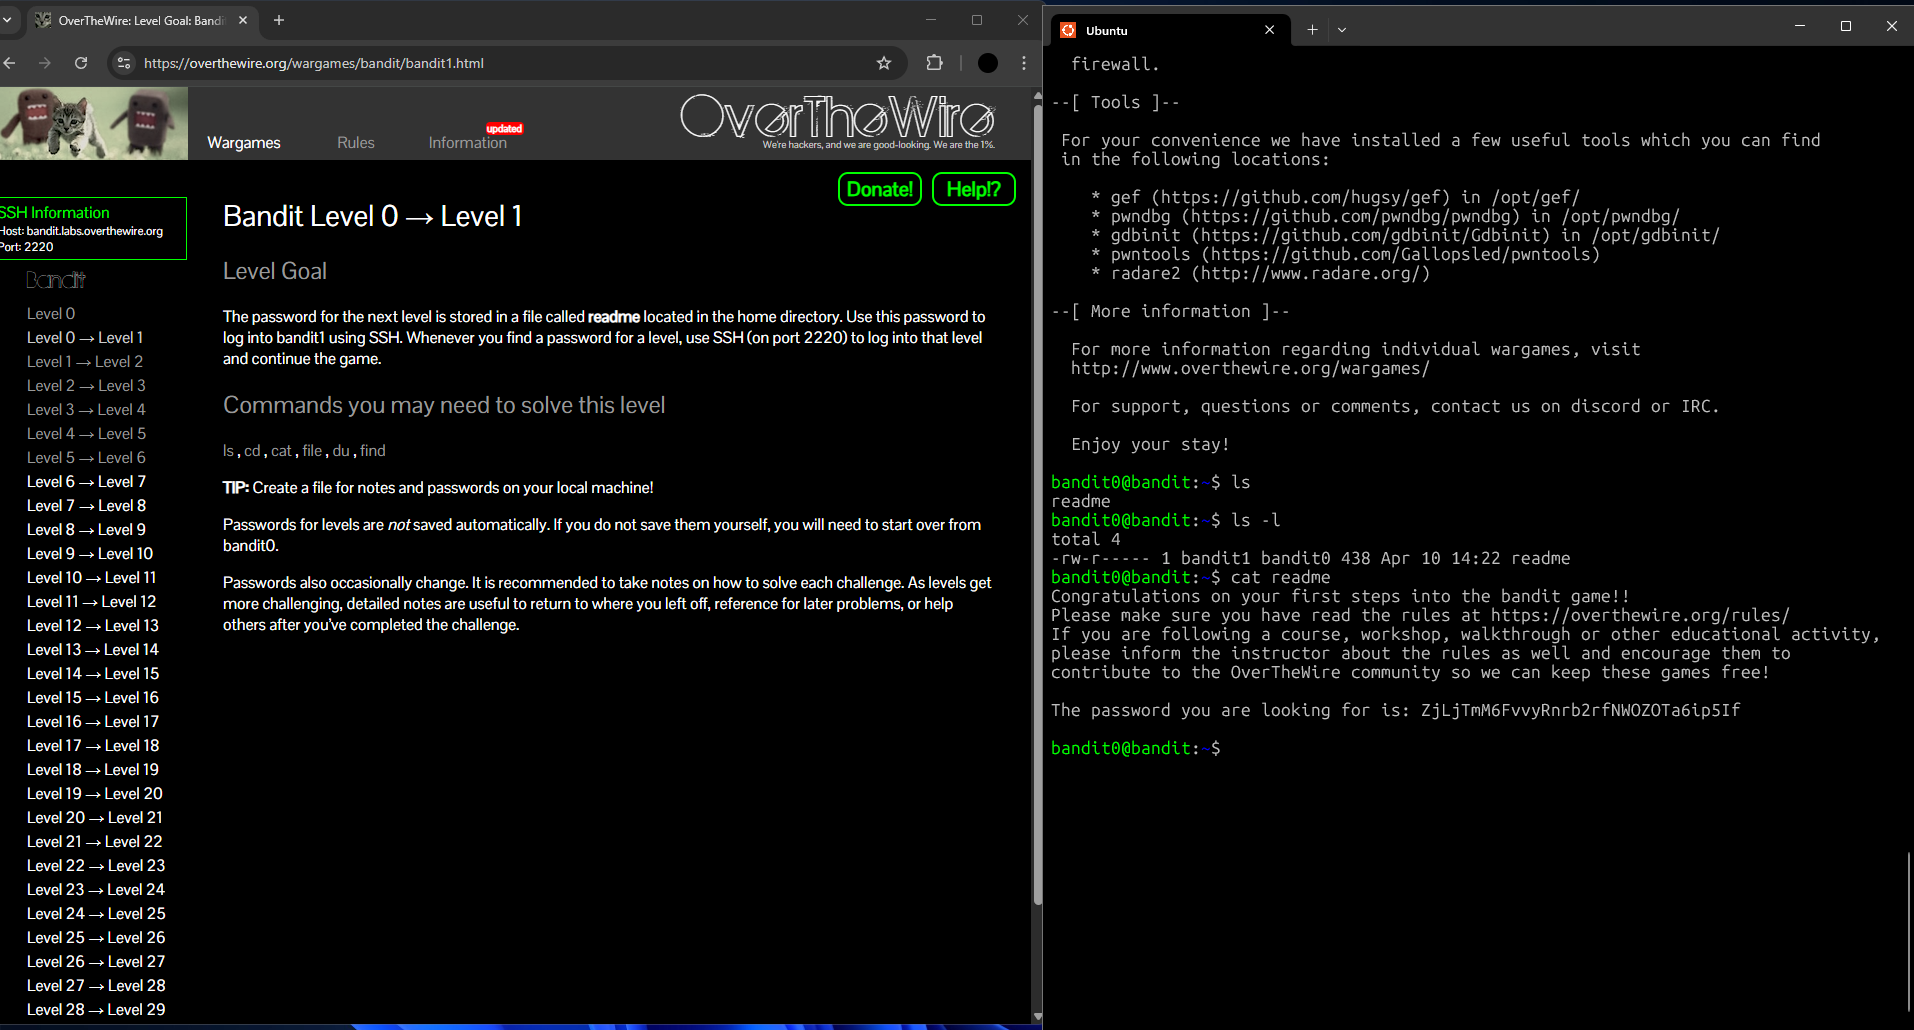 OverTheWire: Level Goal: Bandi
https://overthewire.org/wargames/bandit/bandit1.html
Wargames
Rules
Information
updated
OverTheWire
We're hackers, and we are good-looking. We are the 1%.
Donate!
Help!?
SSH Information
Host: bandit.labs.overthewire.org
Port: 2220
Bandit
Level 0
Level 0 → Level 1
Level 1 → Level 2
Level 2 → Level 3
Level 3 → Level 4
Level 4 → Level 5
Level 5 → Level 6
Level 6 → Level 7
Level 7 → Level 8
Level 8 → Level 9
Level 9 → Level 10
Level 10 → Level 11
Level 11 → Level 12
Level 12 → Level 13
Level 13 → Level 14
Level 14 → Level 15
Level 15 → Level 16
Level 16 → Level 17
Level 17 → Level 18
Level 18 → Level 19
Level 19 → Level 20
Level 20 → Level 21
Level 21 → Level 22
Level 22 → Level 23
Level 23 → Level 24
Level 24 → Level 25
Level 25 → Level 26
Level 26 → Level 27
Level 27 → Level 28
Level 28 → Level 29
Bandit Level 0 → Level 1
Level Goal
The password for the next level is stored in a file called readme located in the home directory. Use this password to
log into bandit1 using SSH. Whenever you find a password for a level, use SSH (on port 2220) to log into that level
and continue the game.
Commands you may need to solve this level
ls , cd , cat , file , du , find
TIP: Create a file for notes and passwords on your local machine!
Passwords for levels are not saved automatically. If you do not save them yourself, you will need to start over from
bandit0.
Passwords also occasionally change. It is recommended to take notes on how to solve each challenge. As levels get
more challenging, detailed notes are useful to return to where you left off, reference for later problems, or help
others after you've completed the challenge.
Ubuntu
firewall.
--[ Tools ]--
For your convenience we have installed a few useful tools which you can find
in the following locations:
* gef (https://github.com/hugsy/gef) in /opt/gef/
* pwndbg (https://github.com/pwndbg/pwndbg) in /opt/pwndbg/
* gdbinit (https://github.com/gdbinit/Gdbinit) in /opt/gdbinit/
* pwntools (https://github.com/Gallopsled/pwntools)
* radare2 (http://www.radare.org/)
--[ More information ]--
For more information regarding individual wargames, visit
http://www.overthewire.org/wargames/
For support, questions or comments, contact us on discord or IRC.
Enjoy your stay!
bandit0@bandit:~$ ls
readme
bandit0@bandit:~$ ls -l
total 4
-rw-r----- 1 bandit1 bandit0 438 Apr 10 14:22 readme
bandit0@bandit:~$ cat readme
Congratulations on your first steps into the bandit game!!
Please make sure you have read the rules at https://overthewire.org/rules/
If you are following a course, workshop, walkthrough or other educational activity,
please inform the instructor about the rules as well and encourage them to
contribute to the OverTheWire community so we can keep these games free!
The password you are looking for is: ZjLjTmM6FvvyRnrb2rfNWOZOTa6ip5If
bandit0@bandit:~$